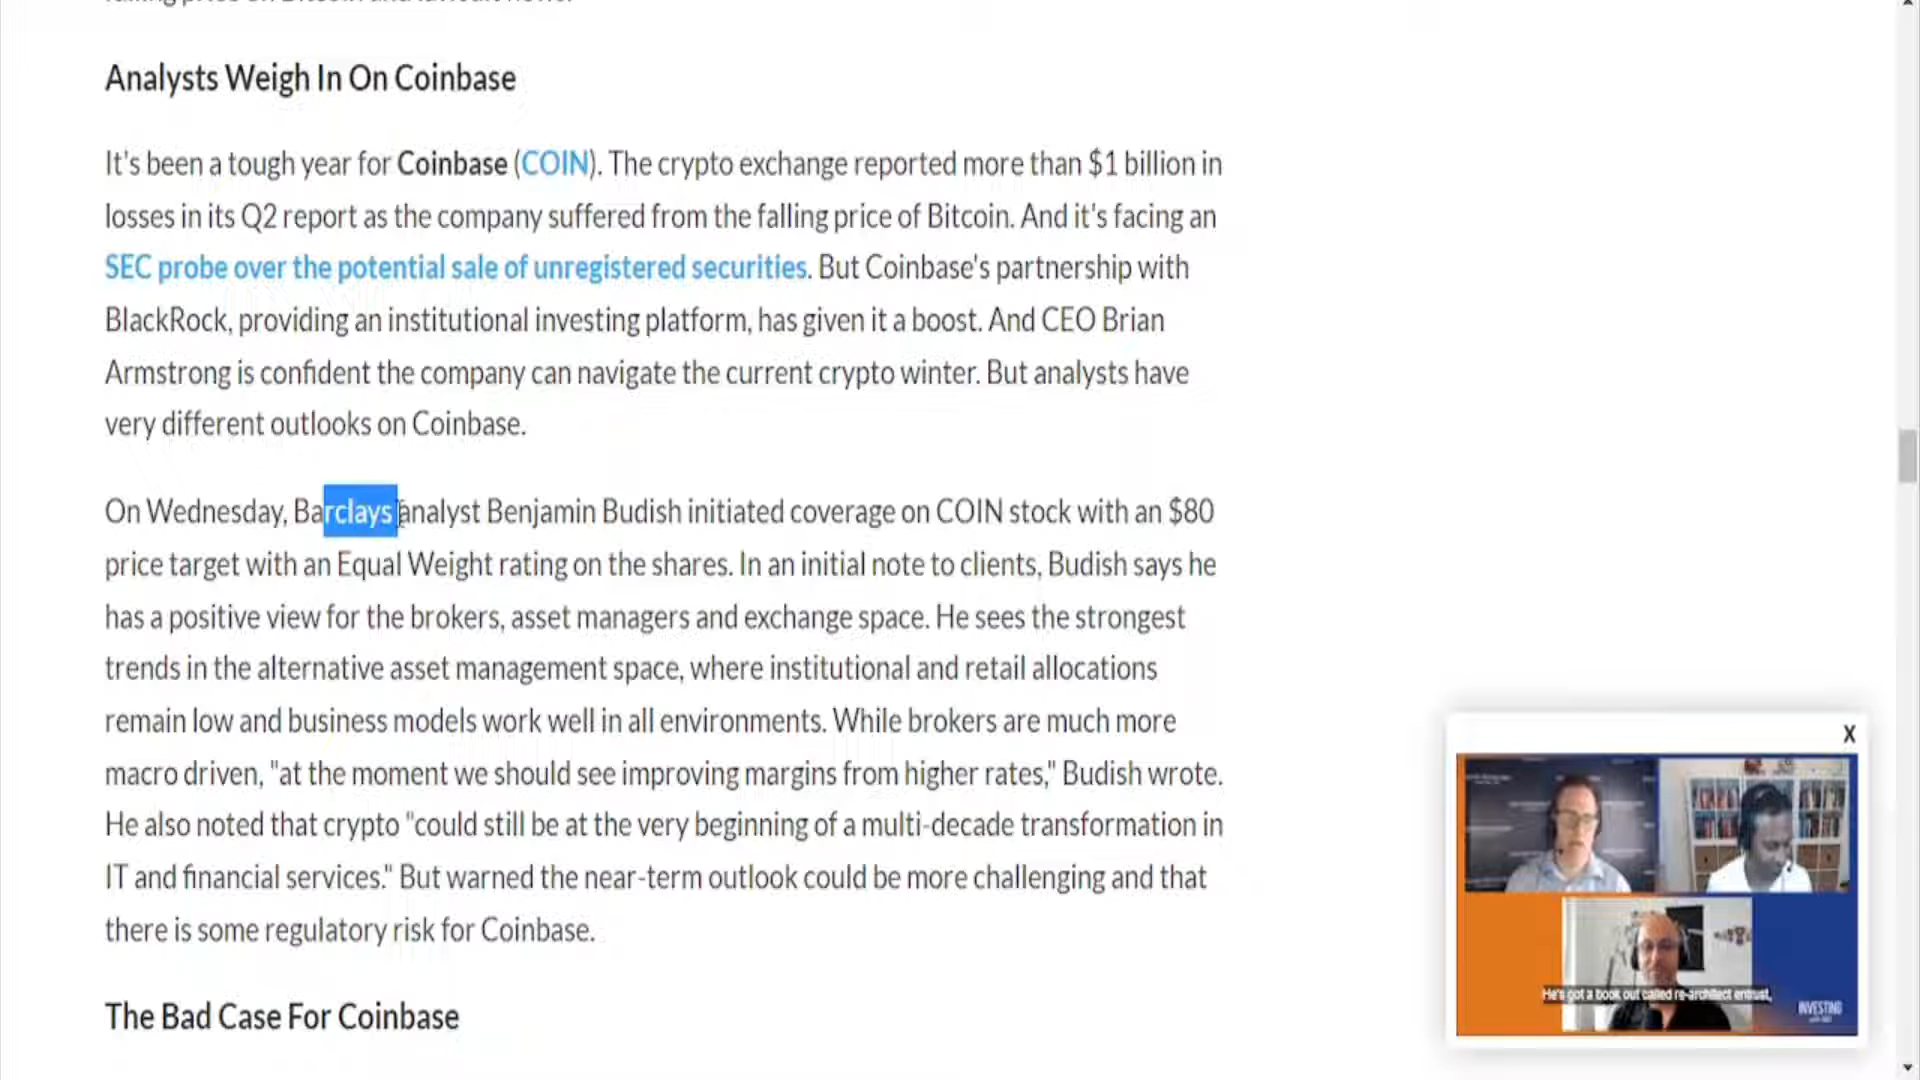 Analysts Weigh In On Coinbase
It's been a tough year for Coinbase (COIN). The crypto exchange reported more than $1 billion in
losses in its Q2 report as the company suffered from the falling price of Bitcoin. And it's facing an
SEC probe over the potential sale of unregistered securities. But Coinbase's partnership with
BlackRock, providing an institutional investing platform, has given it a boost. And CEO Brian
Armstrong is confident the company can navigate the current crypto winter. But analysts have
very different outlooks on Coinbase.
On Wednesday, Barclays analyst Benjamin Budish initiated coverage on COIN stock with an $80
price target with an Equal Weight rating on the shares. In an initial note to clients, Budish says he
has a positive view for the brokers, asset managers and exchange space. He sees the strongest
trends in the alternative asset management space, where institutional and retail allocations
remain low and business models work well in all environments. While brokers are much more
macro driven, "at the moment we should see improving margins from higher rates," Budish wrote.
He also noted that crypto "could still be at the very beginning of a multi-decade transformation in
IT and financial services." But warned the near-term outlook could be more challenging and that
there is some regulatory risk for Coinbase.
The Bad Case For Coinbase
X
He's got a book out called re-architect entrust,
INVESTING